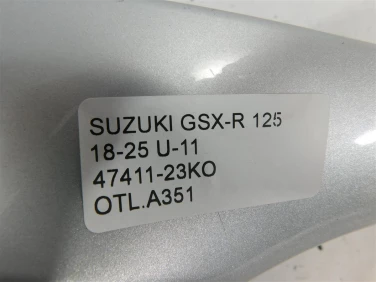 SUZUKI GSX-R 125
18-25 U-11
47411-23KO
OTL.A351